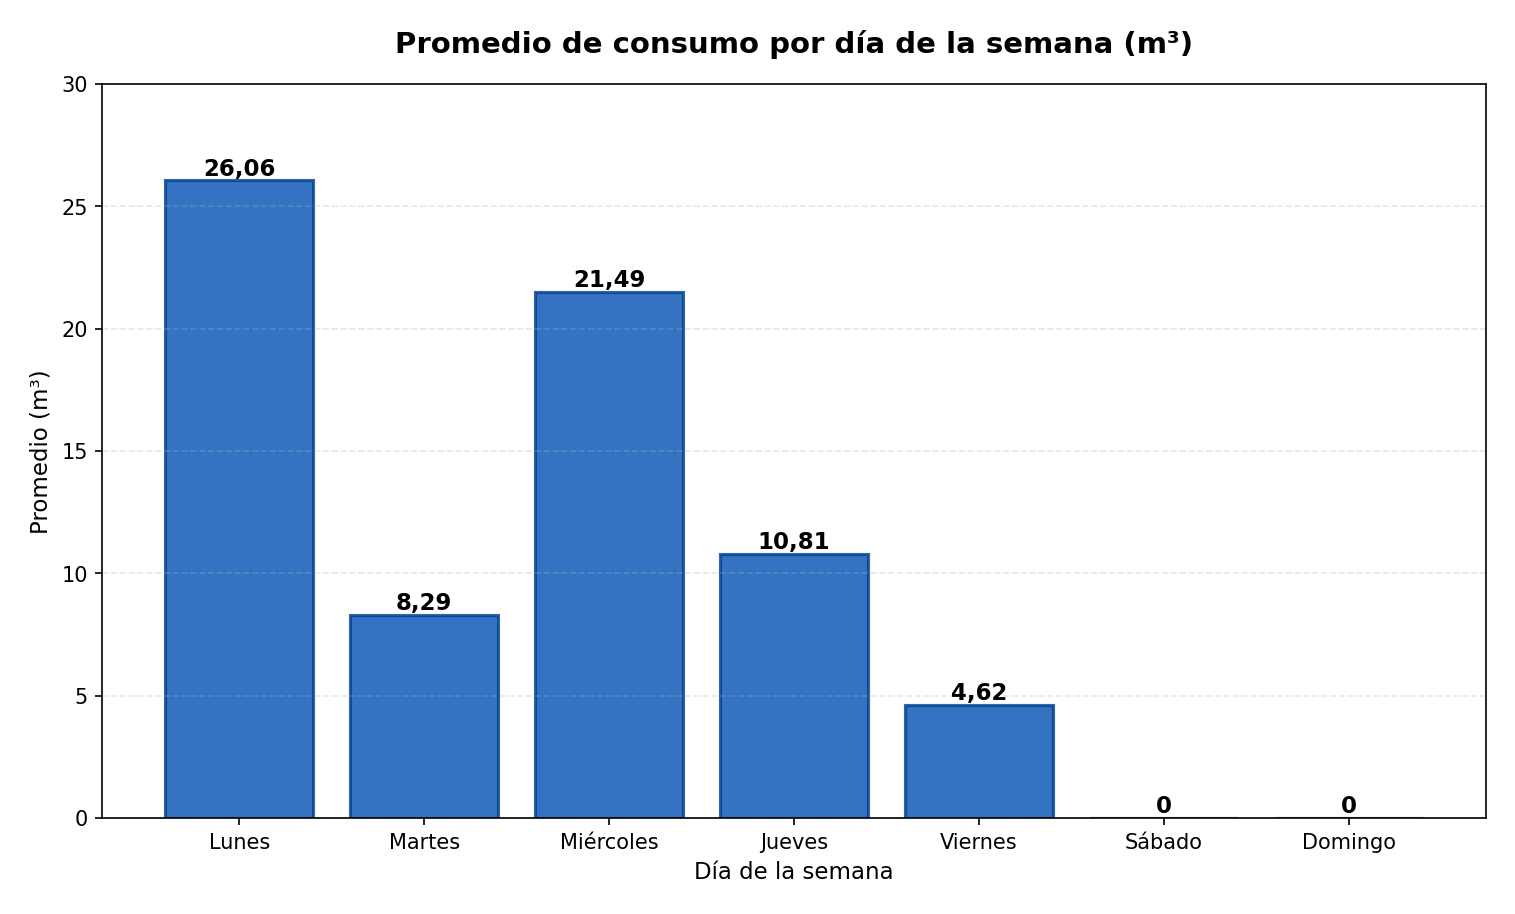 Promedio de consumo por día de la semana (m³)
30
25
20
15
10
5
0
Promedio (m³)
26,06
8,29
21,49
10,81
4,62
0
0
Lunes
Martes
Miércoles
Jueves
Viernes
Sábado
Domingo
Día de la semana